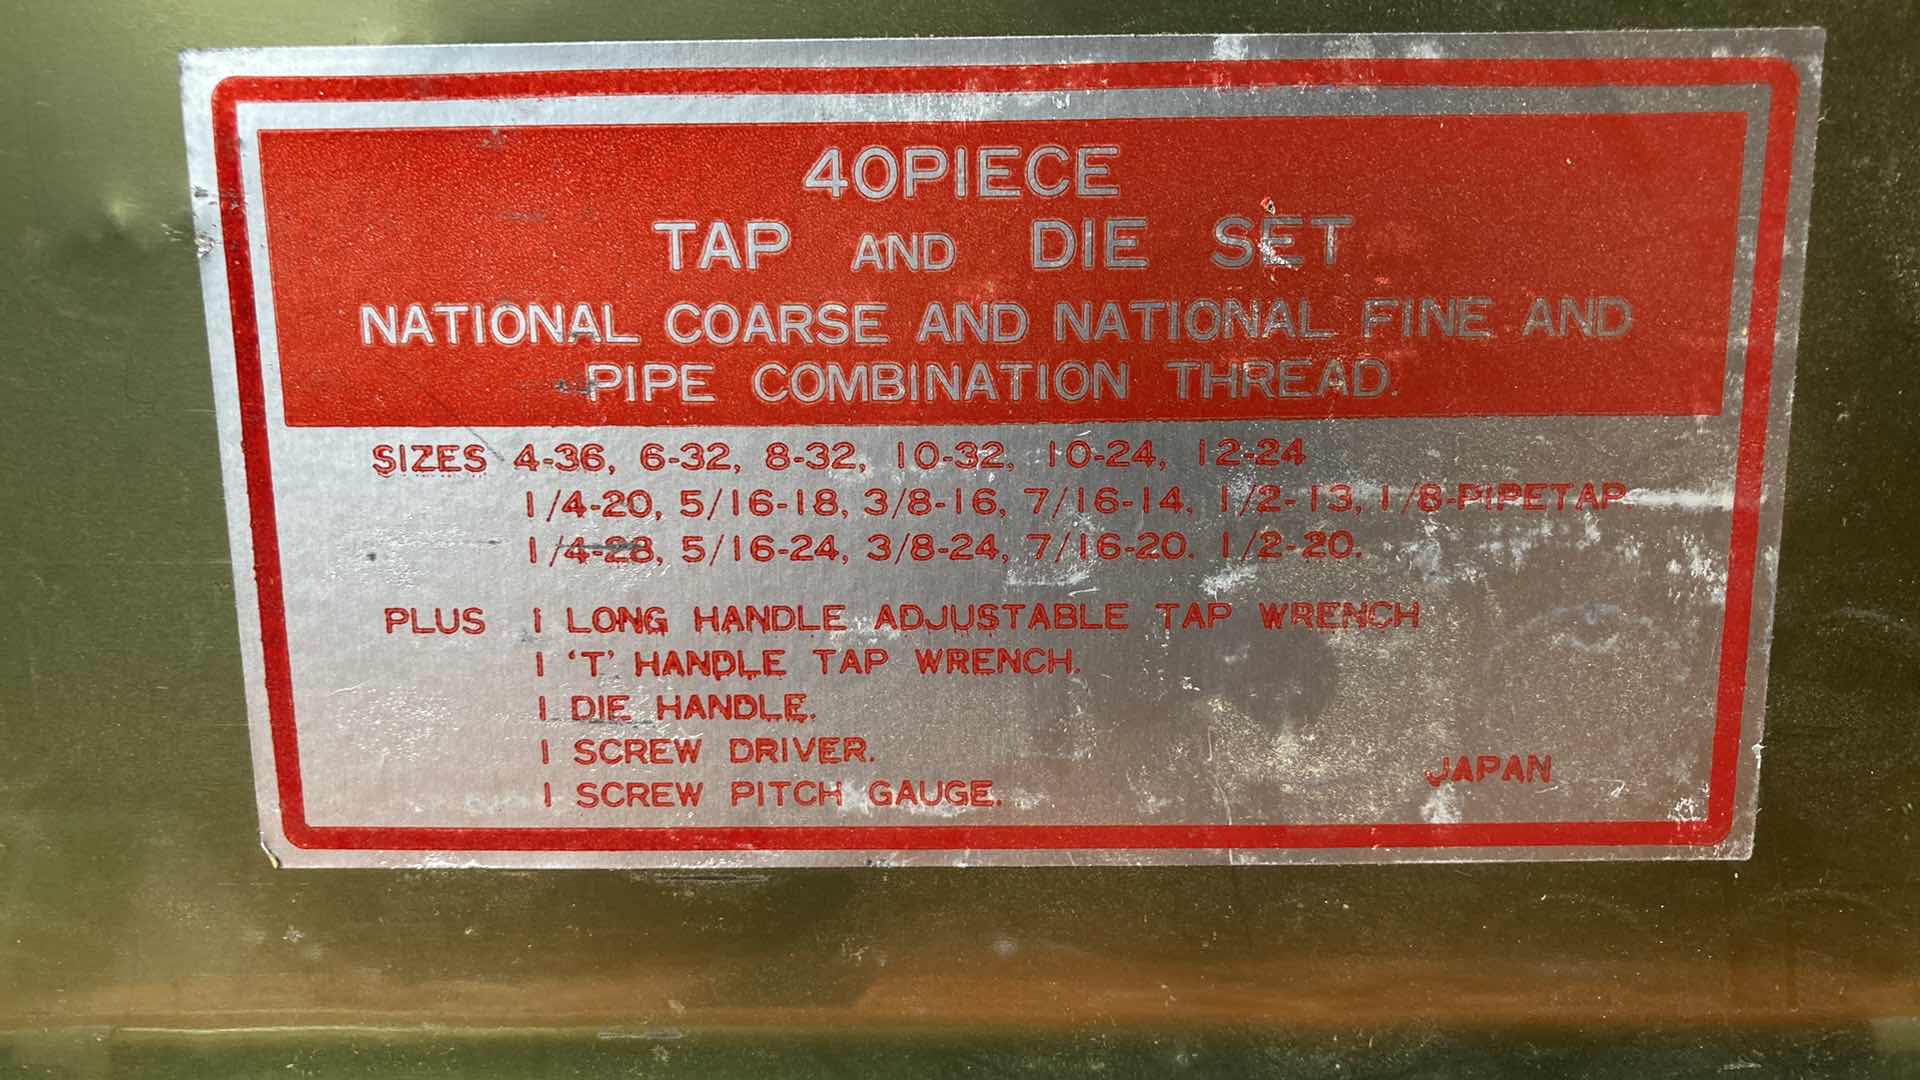 40PIECE
TAP AND DIE SET
NATIONAL COARSE AND NATIONAL FINE AND
PIPE COMBINATION THREAD.
SIZES 4-36, 6-32, 8-32, 10-32, 10-24, 12-24
1/4-20, 5/16-18, 3/8-16, 7/16-14, 1/2-13, 1/8-PIPETAP.
1/4-28, 5/16-24, 3/8-24, 7/16-20. 1/2-20.
PLUS 1 LONG HANDLE ADJUSTABLE TAP WRENCH
1 'T' HANDLE TAP WRENCH.
1 DIE HANDLE.
1 SCREW DRIVER.
1 SCREW PITCH GAUGE.
JAPAN